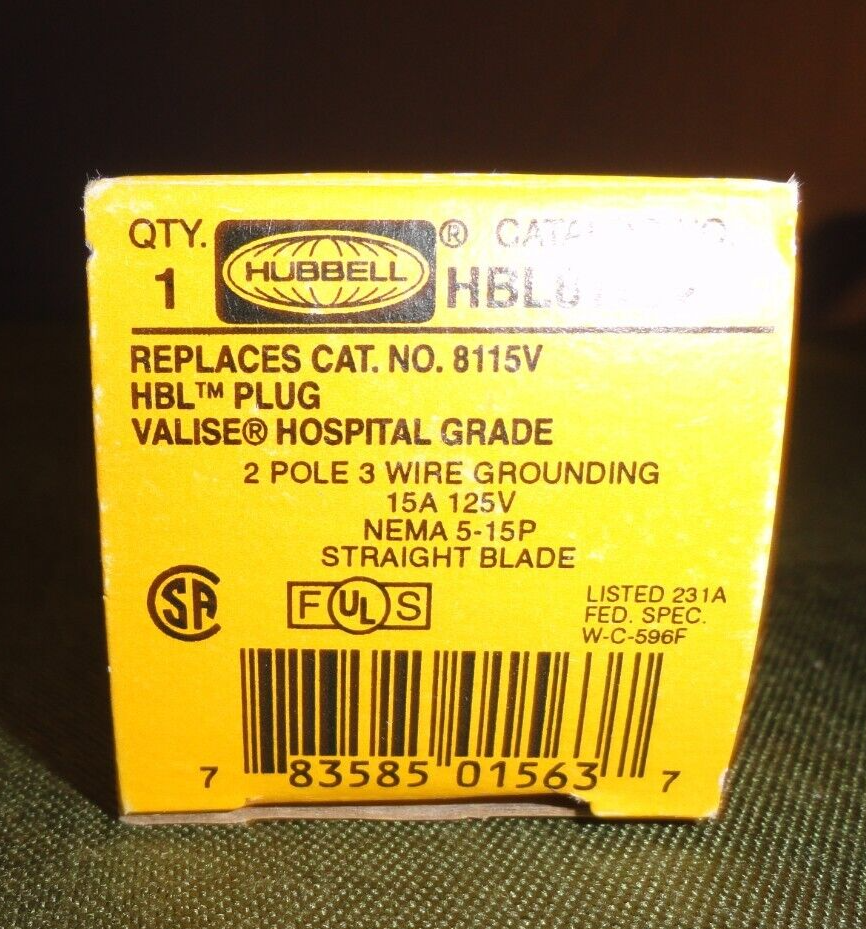 QTY. HUBBELL ® NO.
1
REPLACES CAT. NO. 8115V
HBL™ PLUG
VALISE® HOSPITAL GRADE
2 POLE 3 WIRE GROUNDING
15A 125V
NEMA 5-15P
STRAIGHT BLADE
SA F UL S
LISTED 231A
FED. SPEC.
W-C-596F
7 83585 01563 7